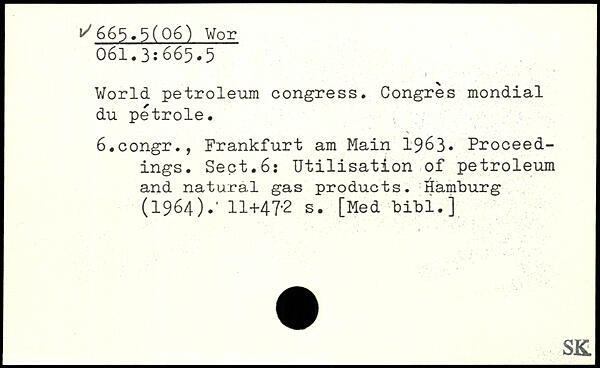 ✓ 665.5(06) Wor
061.3:665.5
World petroleum congress. Congrès mondial
du pétrole.
6.congr., Frankfurt am Main 1963. Proceed-
ings. Sect.6: Utilisation of petroleum
and natural gas products. Hamburg
(1964). 11+472 s. [Med bibl.]
SK